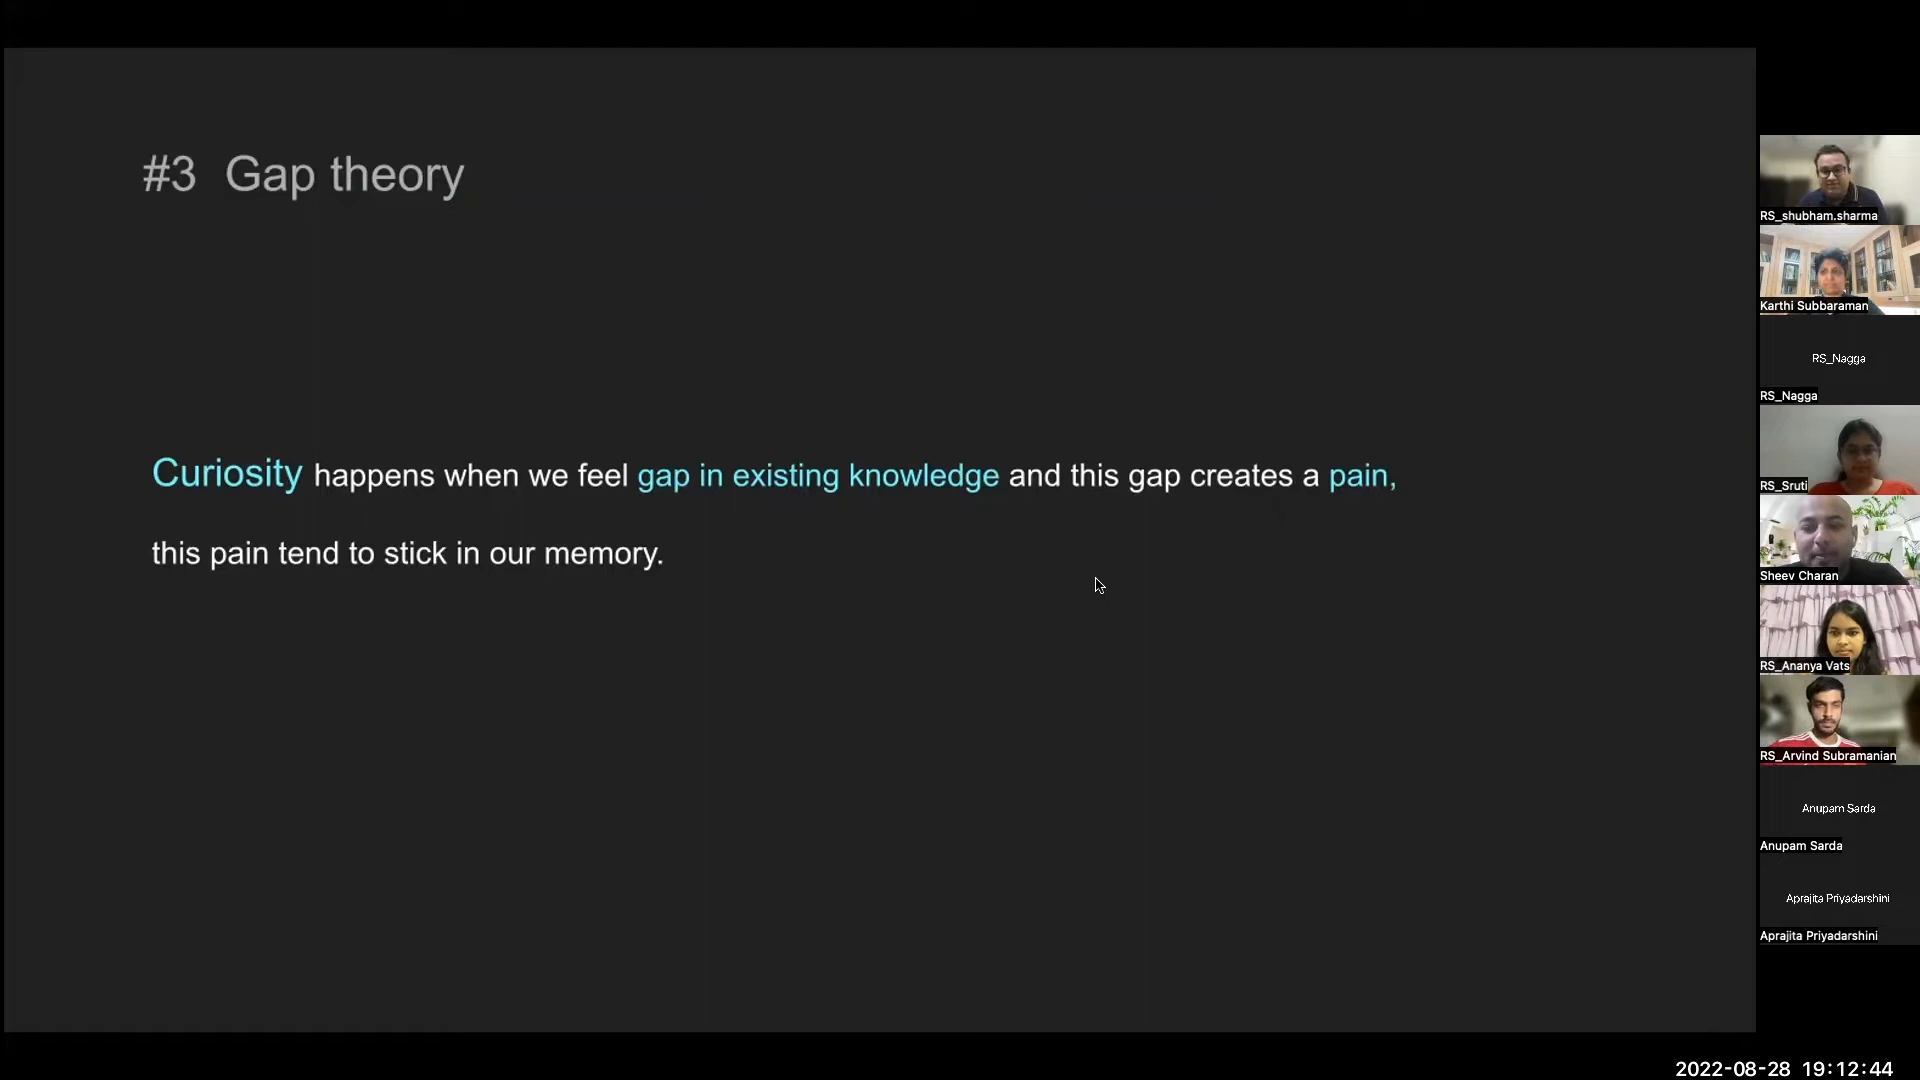 #3 Gap theory
Curiosity happens when we feel gap in existing knowledge and this gap creates a pain,
this pain tend to stick in our memory.
RS_shubham.sharma
Karthi Subbaraman
RS_Nagga
RS_Nagga
RS_Sruti
Sheev Charan
RS_Ananya Vats
RS_Arvind Subramanian
Anupam Sarda
Anupam Sarda
Aprajita Priyadarshini
Aprajita Priyadarshini
2022-08-28 19:12:44